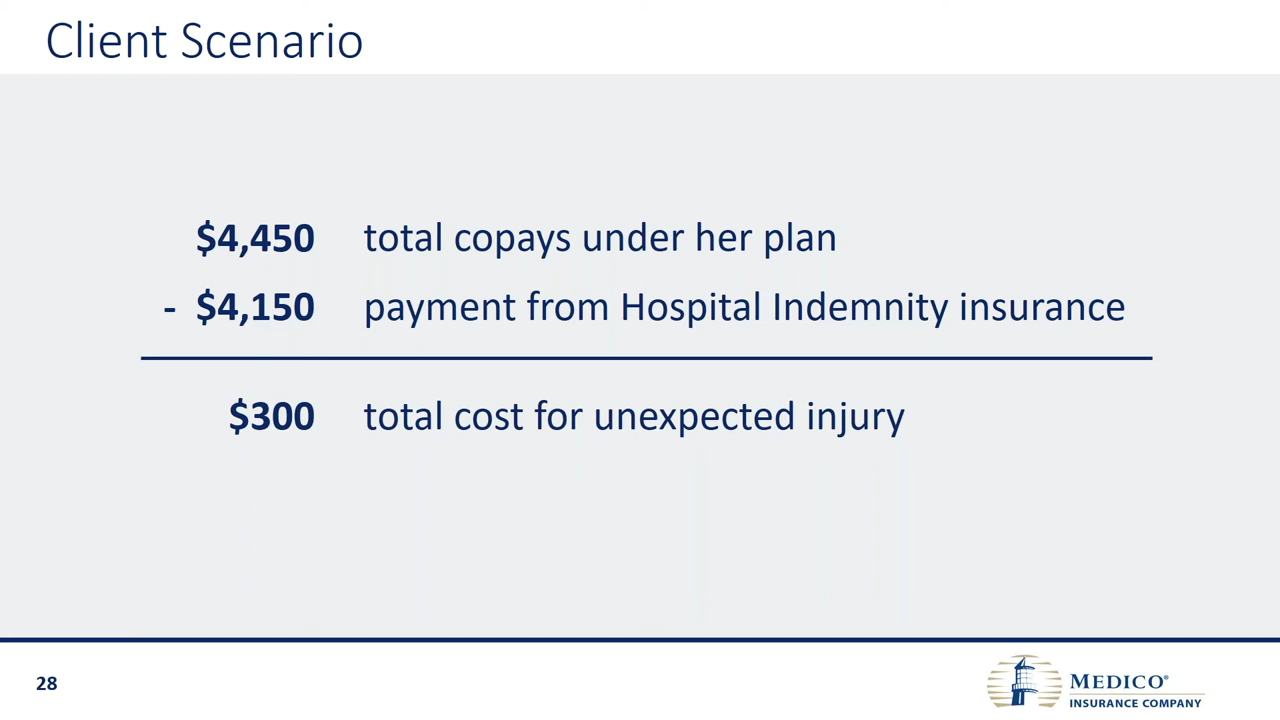 Client Scenario
$4,450 total copays under her plan
- $4,150 payment from Hospital Indemnity insurance
$300 total cost for unexpected injury
28
MEDICO®
INSURANCE COMPANY